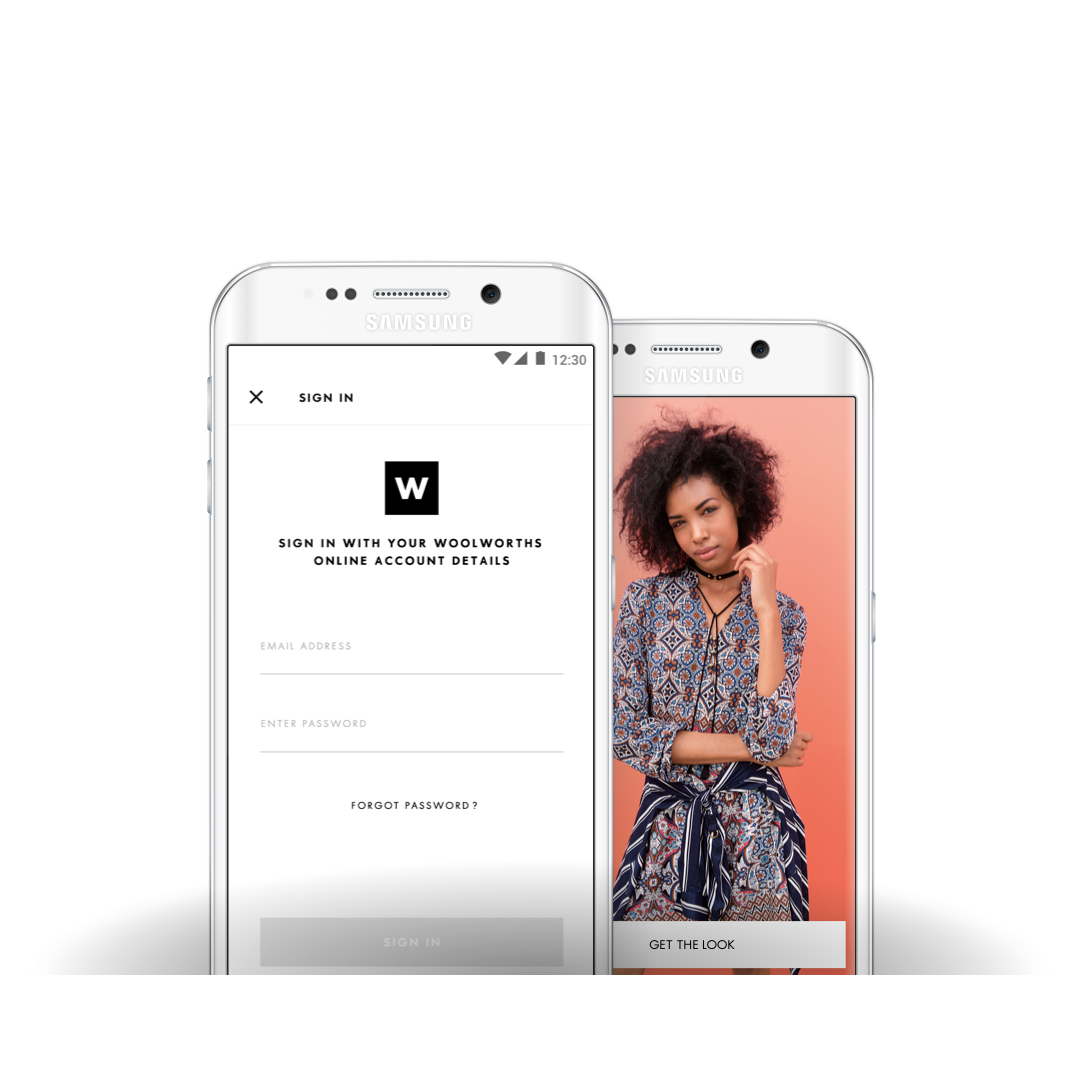 SAMSUNG
12:30
SIGN IN
W
SIGN IN WITH YOUR WOOLWORTHS
ONLINE ACCOUNT DETAILS
EMAIL ADDRESS
ENTER PASSWORD
FORGOT PASSWORD?
SIGN IN
SAMSUNG
GET THE LOOK